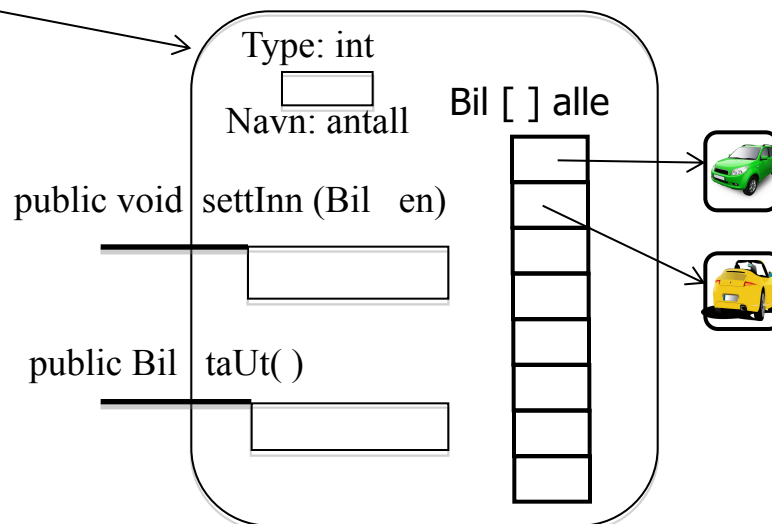 Type: int
Navn: antall
Bil [ ] alle
public void settInn (Bil en)
public Bil taUt( )